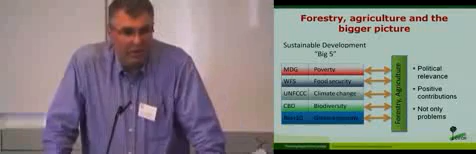 Forestry, agriculture and the
bigger picture
Sustainable Development
"Big 5"
MDG Poverty
WFS Food security
UNFCCC Climate change
CBD Biodiversity
Forestry, Agriculture
• Political
relevance
• Positive
contributions
• Not only
problems